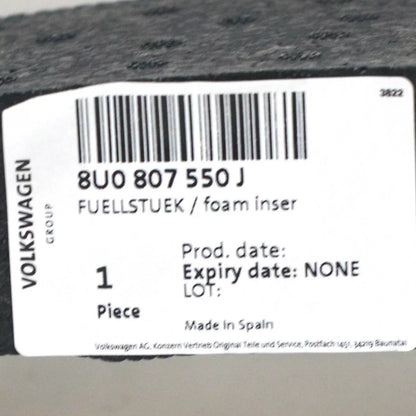 3822
VOLKSWAGEN
GROUP
8U0 807 550 J
FUELLSTUEK / foam inser
Prod. date:
1 Expiry date: NONE
LOT:
Piece
Made in Spain
Volkswagen AG, Konzern Vertrieb Original Teile und Service, Postfach 1451, 34219 Baunatal